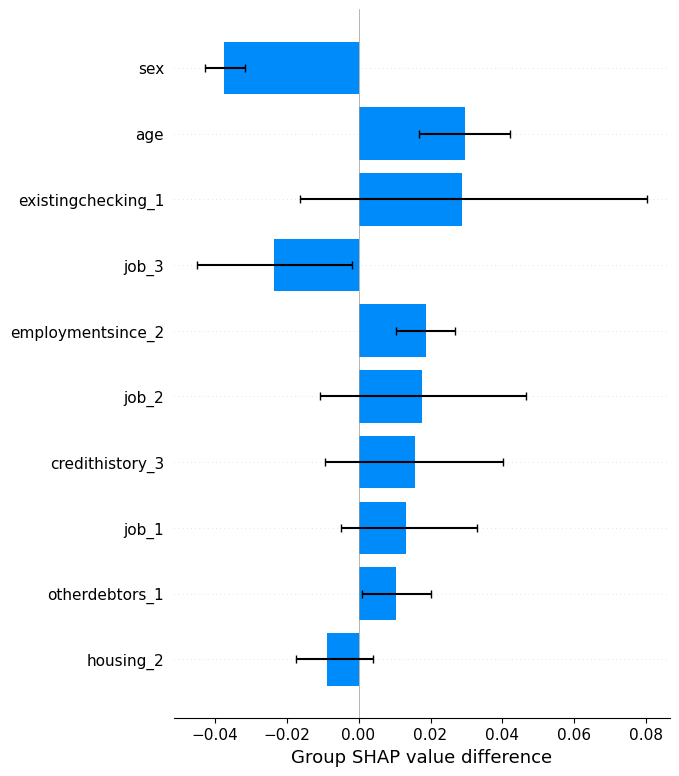 sex
age
existingchecking_1
job_3
employmentsince_2
job_2
credithistory_3
job_1
otherdebtors_1
housing_2
−0.04 −0.02 0.00 0.02 0.04 0.06 0.08
Group SHAP value difference